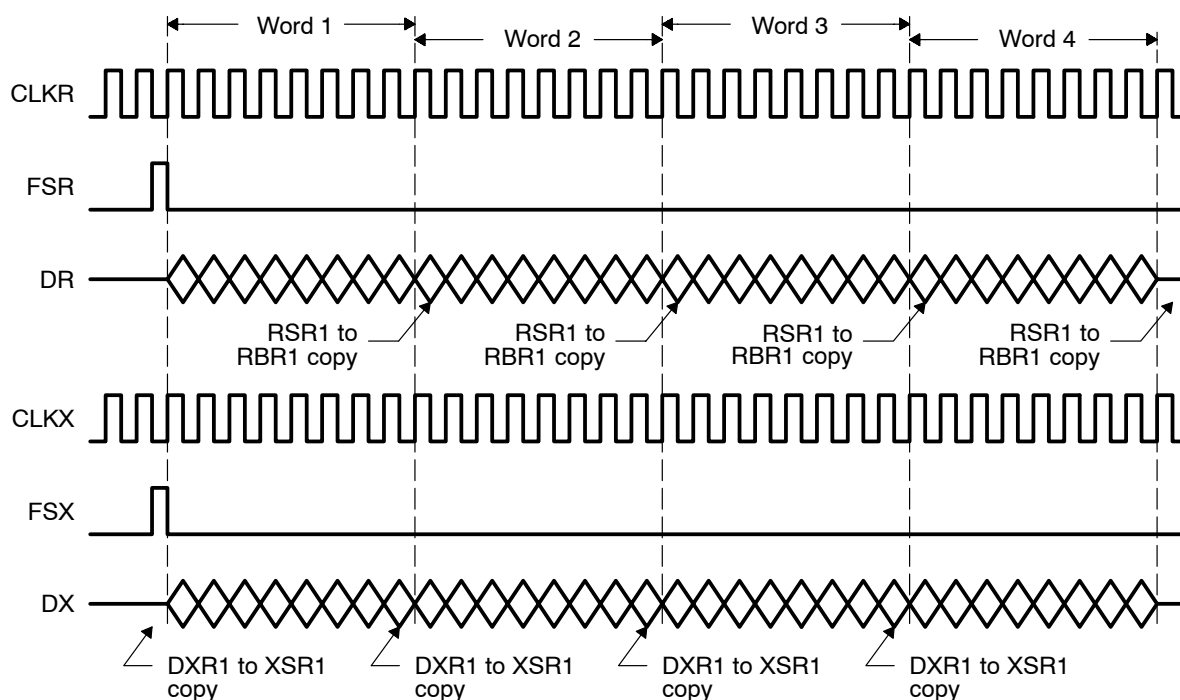 Word 1
Word 2
Word 3
Word 4
CLKR
FSR
DR
RSR1 to
RBR1 copy
RSR1 to
RBR1 copy
RSR1 to
RBR1 copy
RSR1 to
RBR1 copy
CLKX
FSX
DX
DXR1 to XSR1
copy
DXR1 to XSR1
copy
DXR1 to XSR1
copy
DXR1 to XSR1
copy